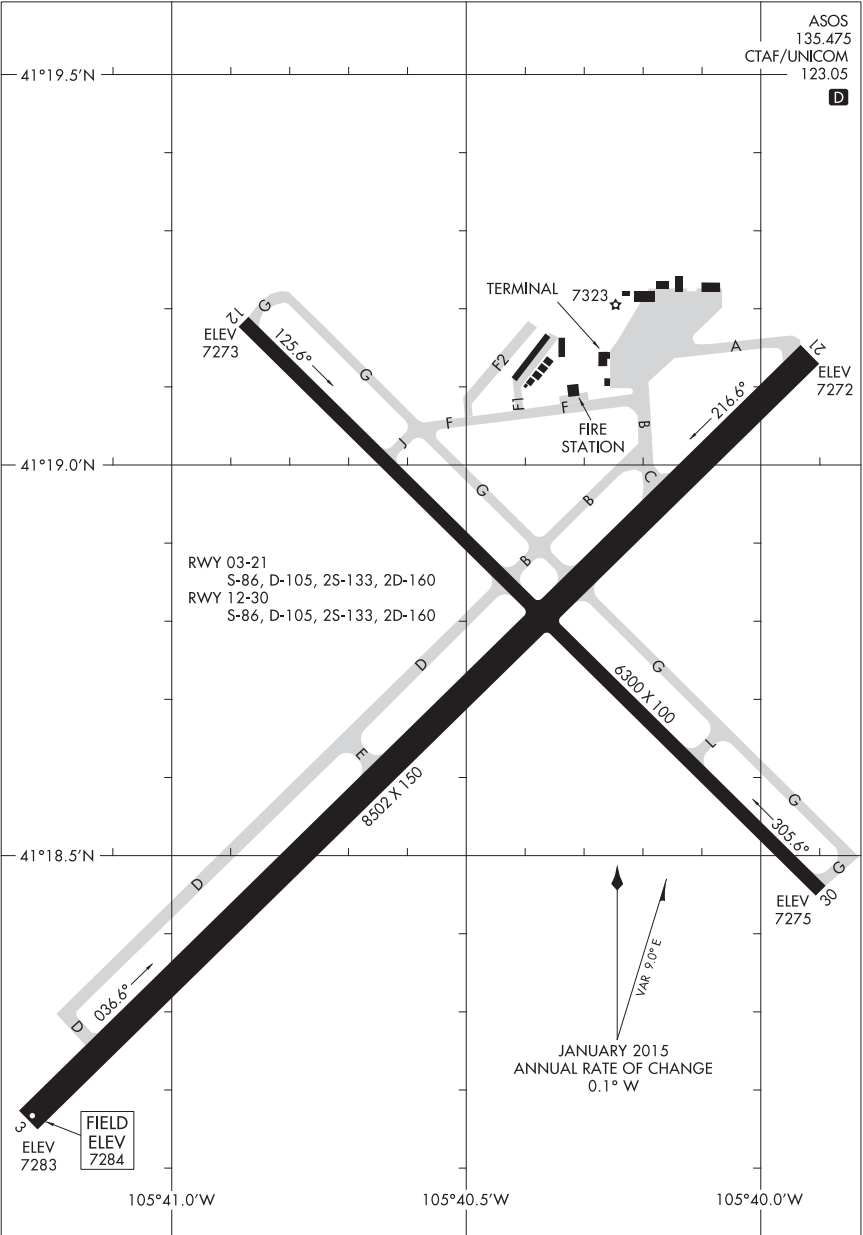 ASOS
135.475
CTAF/UNICOM
123.05
D
41°19.5'N
TERMINAL
7323
12
G
ELEV
7273
125.6°
G
F2
A
21
ELEV
7272
F1
F
F
FIRE
STATION
B
216.6°
J
41°19.0'N
G
B
C
B
RWY 03-21
S-86, D-105, 2S-133, 2D-160
RWY 12-30
S-86, D-105, 2S-133, 2D-160
D
G
6300 X 100
E
L
8502 X 150
G
305.6°
41°18.5'N
G
30
ELEV
7275
D
VAR 9.0° E
036.6°
D
JANUARY 2015
ANNUAL RATE OF CHANGE
0.1° W
3
ELEV
7283
FIELD
ELEV
7284
105°41.0'W
105°40.5'W
105°40.0'W